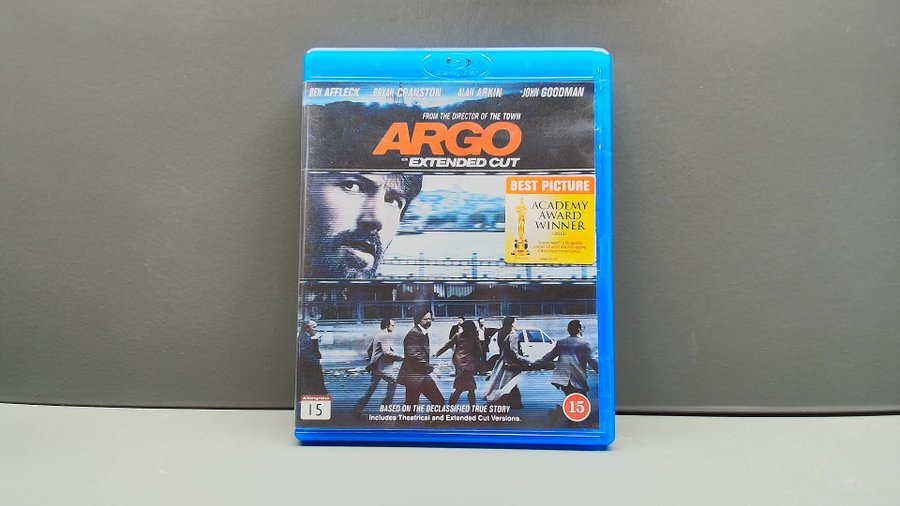 BEN AFFLECK BRYAN CRANSTON ALAN ARKIN JOHN GOODMAN
FROM THE DIRECTOR OF THE TOWN
ARGO
EXTENDED CUT
BEST PICTURE
ACADEMY
AWARD
WINNER
BASED ON THE DECLASSIFIED TRUE STORY
Includes Theatrical and Extended Cut Versions.
15
15